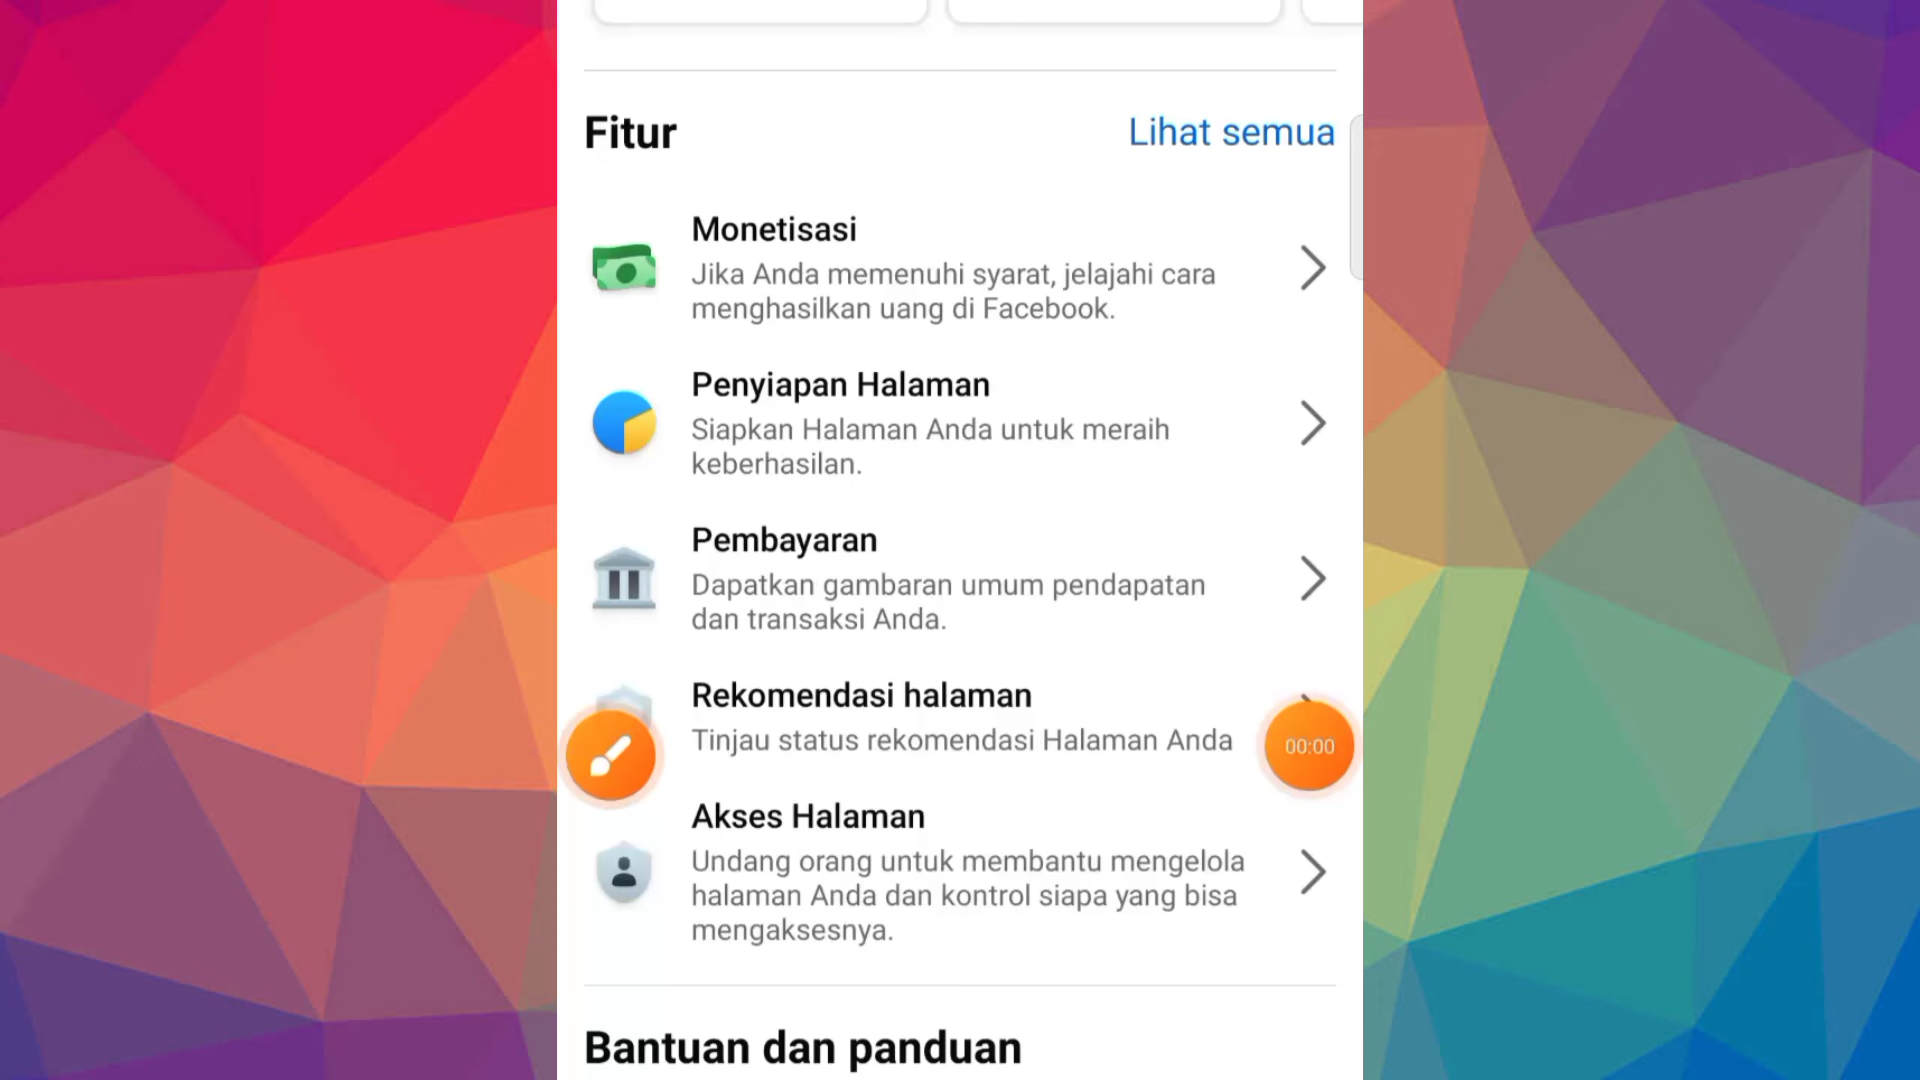 Fitur
Lihat semua
Monetisasi
Jika Anda memenuhi syarat, jelajahi cara
menghasilkan uang di Facebook.
Penyiapan Halaman
Siapkan Halaman Anda untuk meraih
keberhasilan.
Pembayaran
Dapatkan gambaran umum pendapatan
dan transaksi Anda.
Rekomendasi halaman
Tinjau status rekomendasi Halaman Anda
00:00
Akses Halaman
Undang orang untuk membantu mengelola
halaman Anda dan kontrol siapa yang bisa
mengaksesnya.
Bantuan dan panduan